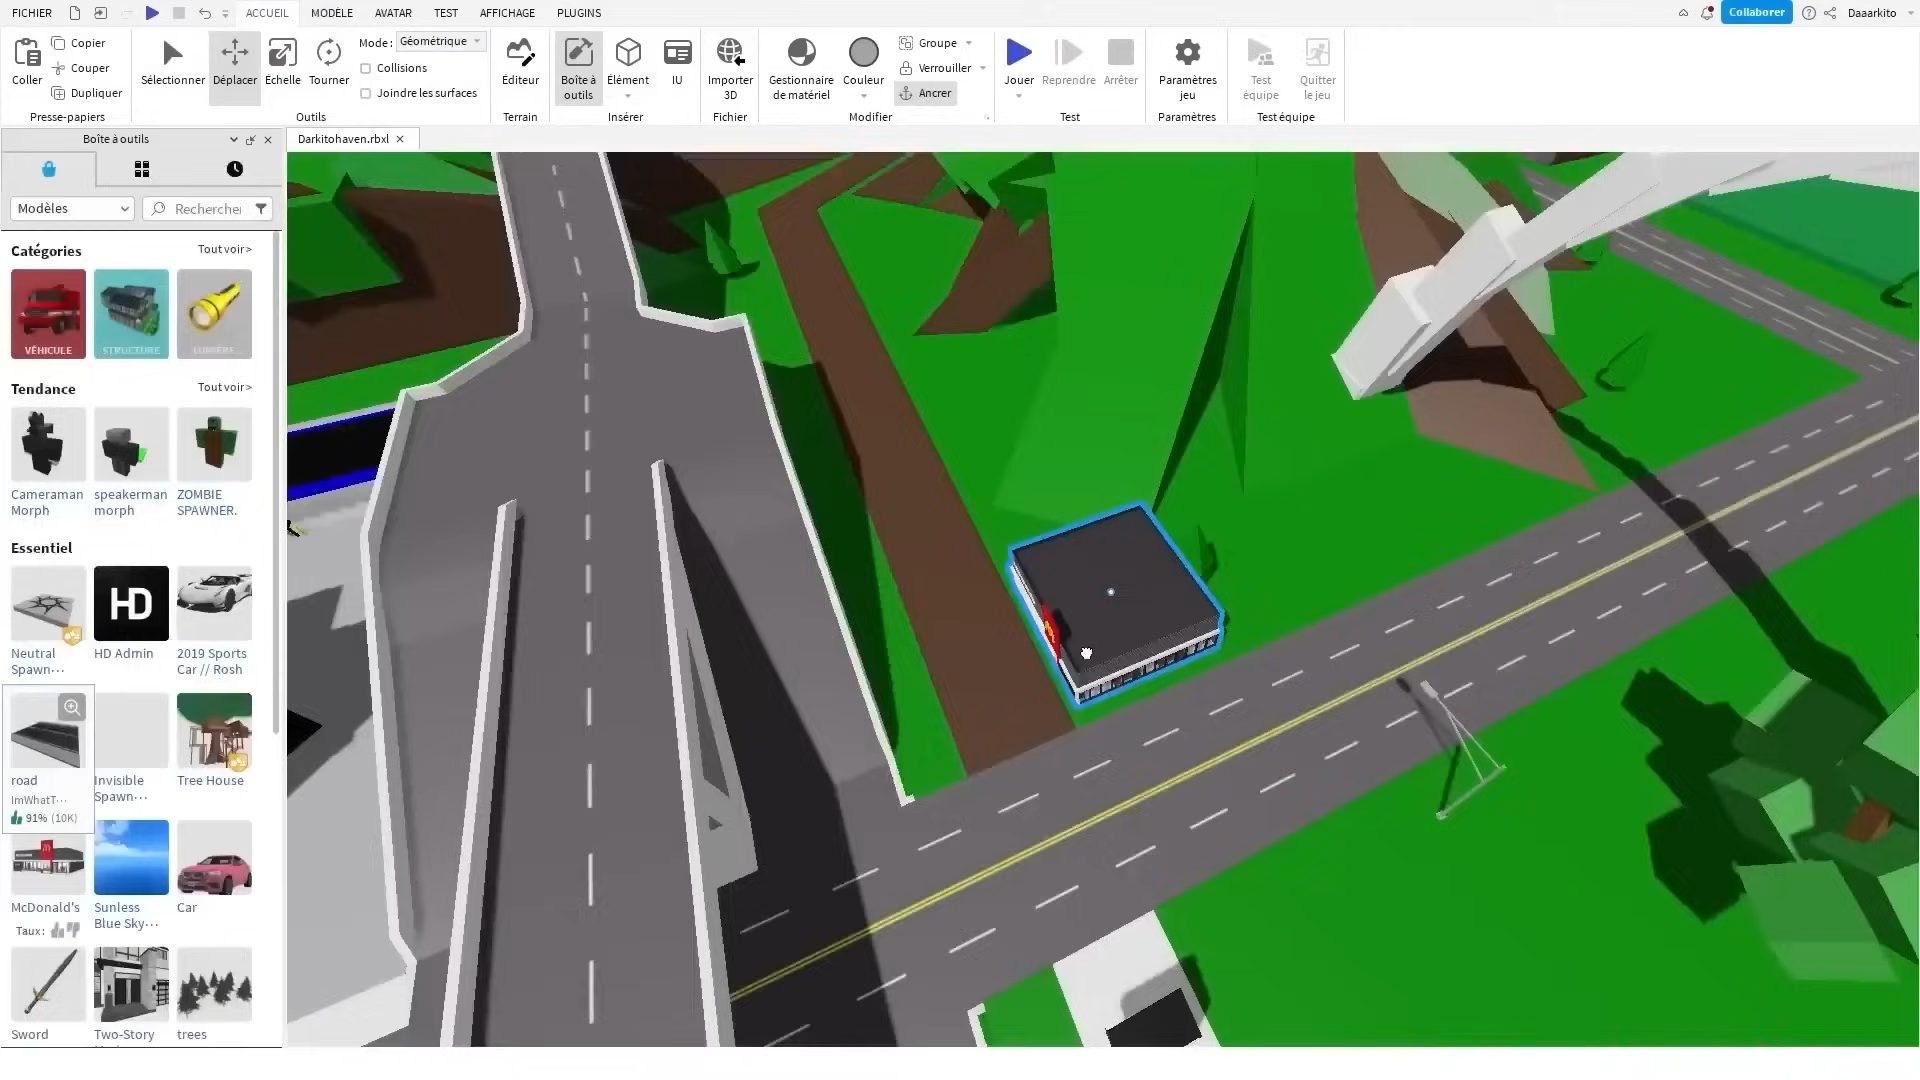 FICHIER
ACCUEIL
MODÈLE
AVATAR
TEST
AFFICHAGE
PLUGINS
Collaborer
Daaarkito
Coller
Copier
Couper
Dupliquer
Presse-papiers
Sélectionner
Déplacer
Échelle
Tourner
Mode :
Géométrique
Collisions
Joindre les surfaces
Outils
Éditeur
Terrain
Boîte à
outils
Élément
IU
Insérer
Importer
3D
Fichier
Gestionnaire
de matériel
Couleur
Groupe
Verrouiller
Ancrer
Modifier
Jouer
Reprendre
Arrêter
Test
Paramètres
jeu
Paramètres
Test
équipe
Quitter
le jeu
Test équipe
Boîte à outils
Darkitohaven.rbxl
Modèles
Rechercher
Catégories
Tout voir >
VÉHICULE
STRUCTURE
Tendance
Tout voir >
Cameraman
Morph
speakerman
morph
ZOMBIE
SPAWNER.
Essentiel
HD
Neutral
Spawn···
HD Admin
2019 Sports
Car // Rosh
road
ImWhatT···
91% (10K)
Invisible
Spawn···
Tree House
McDonald's
Taux :
Sunless
Blue Sky···
Car
Sword
Two-Story
trees